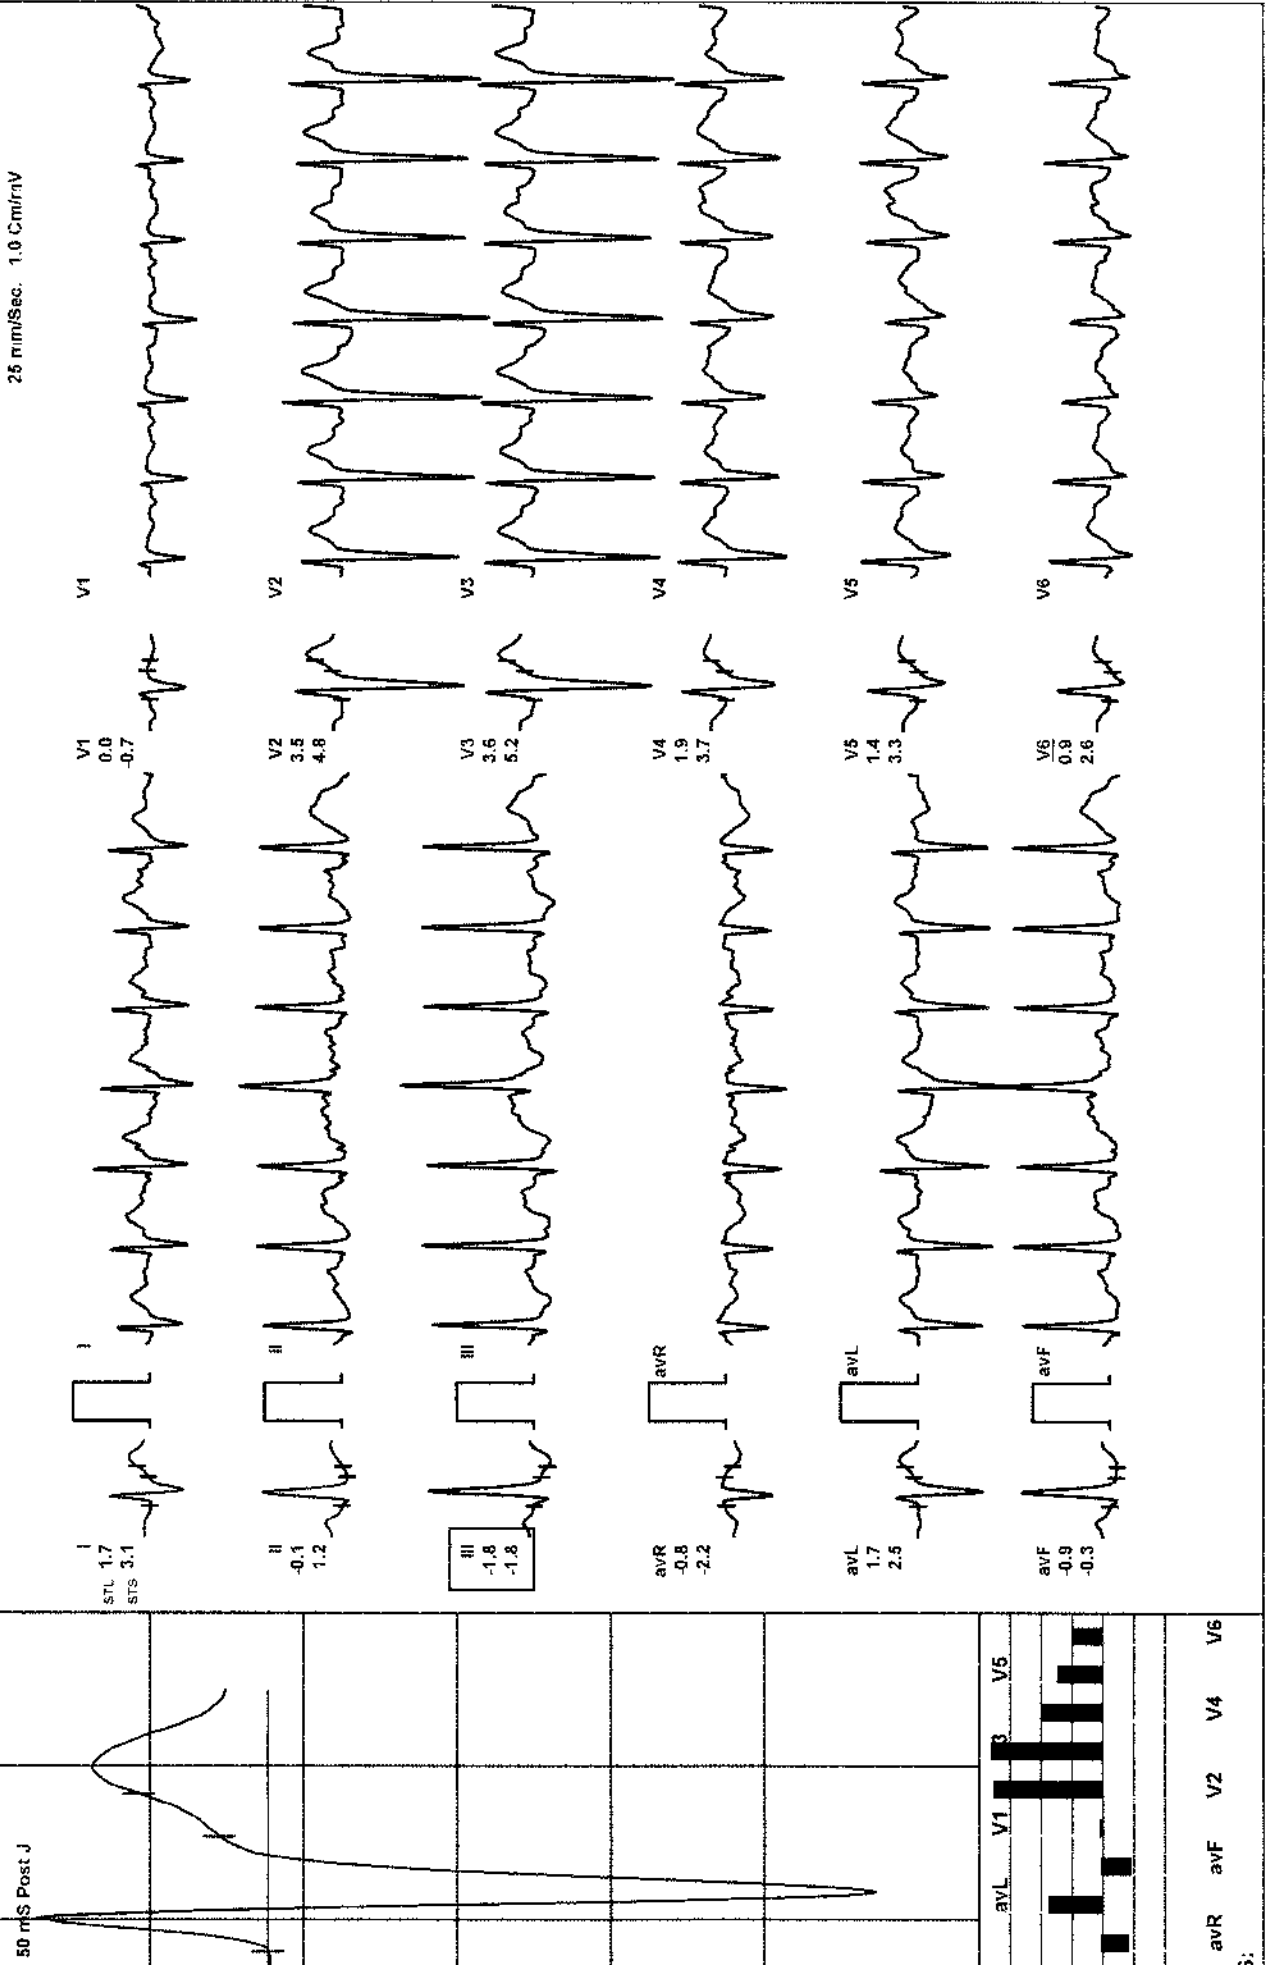 25 mm/Sec. 1.0 Cm/mV
50 mS Post J
I
STL 1.7
STS 3.1
I
V1
0.0
-0.7
V1
II
-0.1
1.2
II
V2
3.5
4.8
V2
III
-1.8
-1.8
III
V3
3.6
5.2
V3
avR
-0.8
-2.2
avR
V4
1.9
3.7
V4
avL
1.7
2.5
avL
V5
1.4
3.3
V5
avF
-0.9
-0.3
avF
V6
0.9
2.6
V6
avL V1 3 V5
avR avF V2 V4 V6